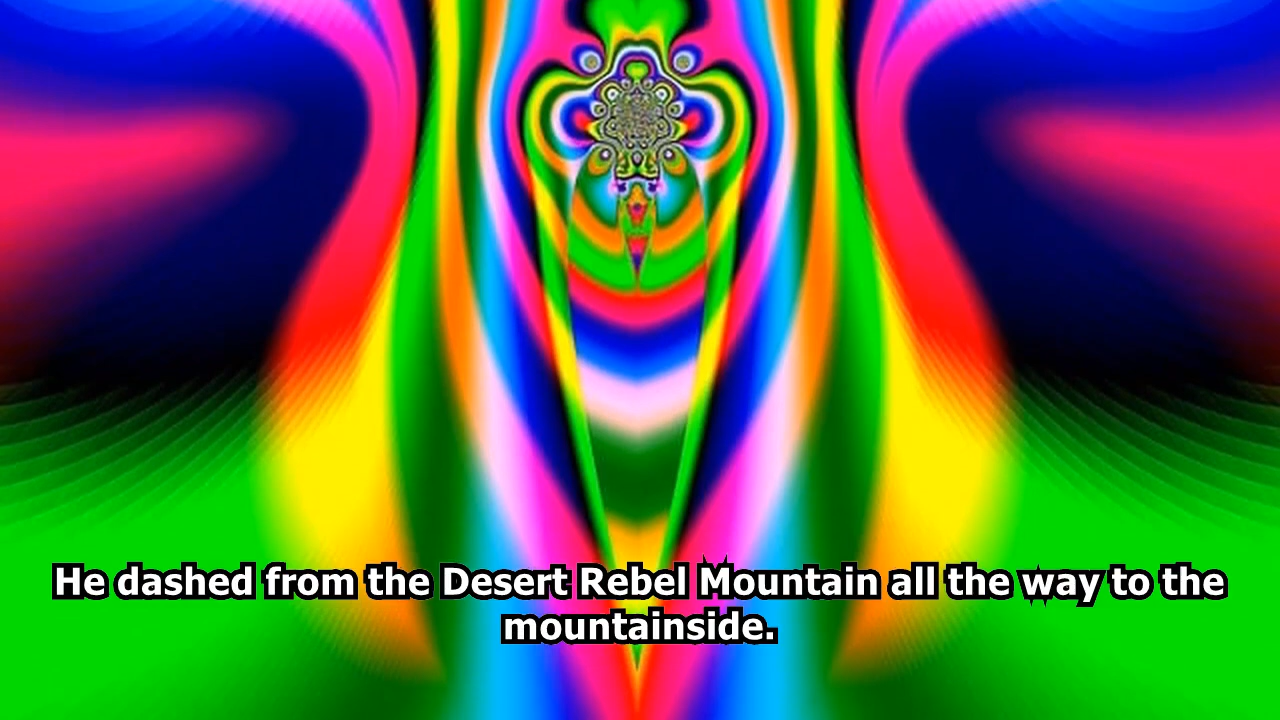 He dashed from the Desert Rebel Mountain all the way to the
mountainside.